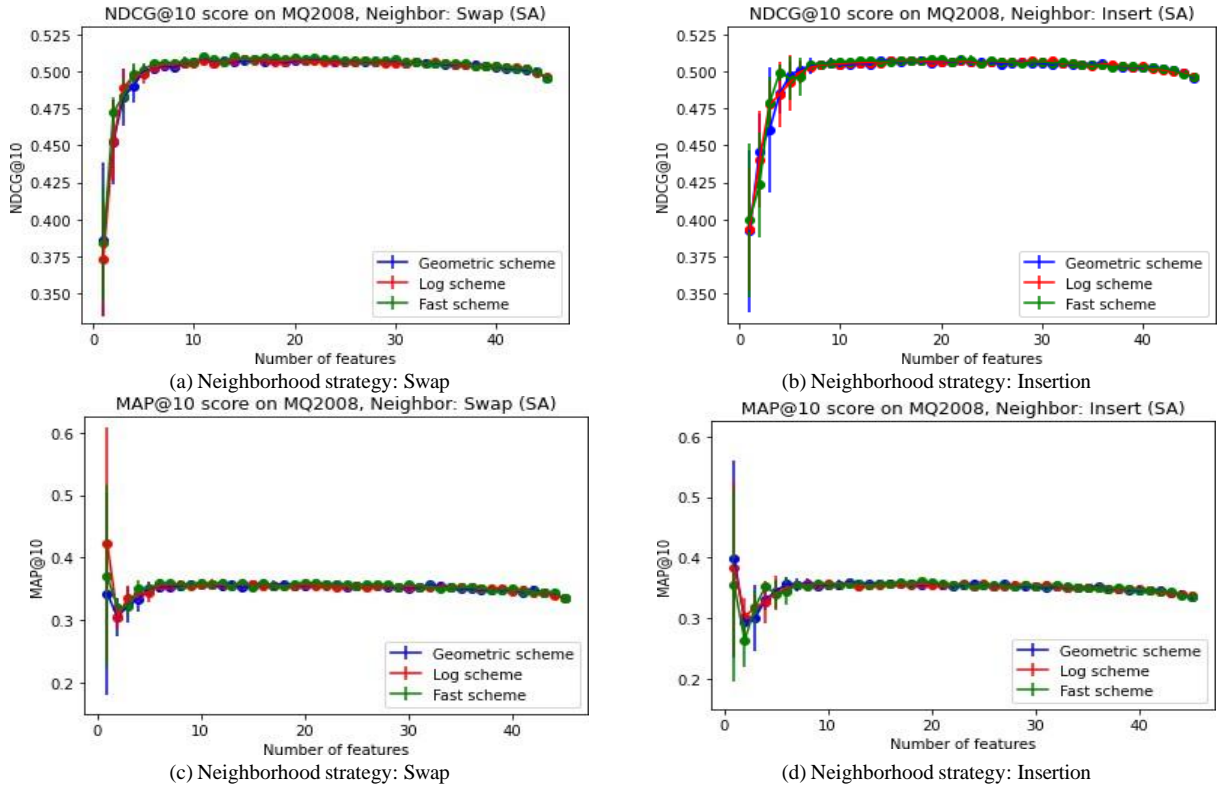 NDCG@10 score on MQ2008, Neighbor: Swap (SA)
0.525
0.500
0.475
0.450
0.425
0.400
0.375
0.350
NDCG@10
Geometric scheme
Log scheme
Fast scheme
0
10
20
30
40
Number of features
(a) Neighborhood strategy: Swap
NDCG@10 score on MQ2008, Neighbor: Insert (SA)
0.525
0.500
0.475
0.450
0.425
0.400
0.375
0.350
NDCG@10
Geometric scheme
Log scheme
Fast scheme
0
10
20
30
40
Number of features
(b) Neighborhood strategy: Insertion
MAP@10 score on MQ2008, Neighbor: Swap (SA)
0.6
0.5
0.4
0.3
0.2
MAP@10
Geometric scheme
Log scheme
Fast scheme
0
10
20
30
40
Number of features
(c) Neighborhood strategy: Swap
MAP@10 score on MQ2008, Neighbor: Insert (SA)
0.6
0.5
0.4
0.3
0.2
MAP@10
Geometric scheme
Log scheme
Fast scheme
0
10
20
30
40
Number of features
(d) Neighborhood strategy: Insertion